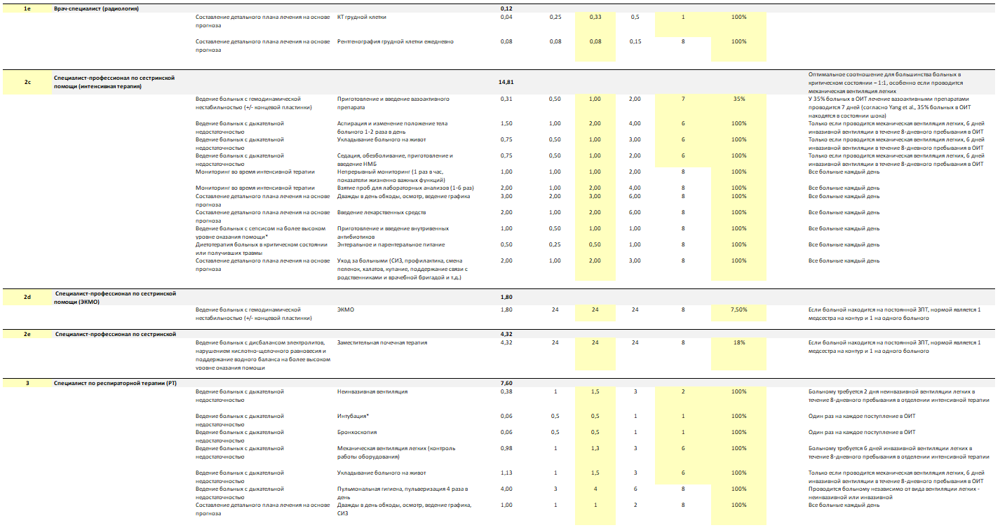 1e Врач-специалист (радиология) 0,12
Составление детального плана лечения на основе КТ грудной клетки 0,04 0,25 0,33 0,5 1 100%
прогноза
Составление детального плана лечения на основе Рентгенография грудной клетки ежедневно 0,08 0,08 0,08 0,15 8 100%
прогноза
Оптимальное соотношение для большинства больных в
Специалист-профессионал по сестринской
2c 14,81 критическом состоянии – 1:1, особенно если проводится
помощи (интенсивная терапия)
механическая вентиляция легких
Ведение больных с гемодинамической Приготовление и введение вазоактивного 0,31 0,50 1,00 2,00 7 35% У 35% больных в ОИТ лечение вазоактивными препаратами
нестабильностью (+/- концевой пластинки) препарата проводится 7 дней (согласно Yang et al., 35% больных в ОИТ
находятся в состоянии шока)
Ведение больных с дыхательной Аспирация и изменение положение тела 1,50 1,00 2,00 4,00 6 100% Только если проводится механическая вентиляция легких, 6 дней
недостаточностью больного 1-2 раза в день инвазивной вентиляции в течение 8-дневного пребывания в ОИТ
Ведение больных с дыхательной Укладывание больного на живот 0,75 0,50 1,00 3,00 6 100% Только если проводится механическая вентиляция легких, 6 дней
недостаточностью инвазивной вентиляции в течение 8-дневного пребывания в ОИТ
Ведение больных с дыхательной Седация, обезболивание, приготовление и 0,75 0,50 1,00 2,00 6 100% Только если проводится механическая вентиляция легких, 6 дней
недостаточностью введение НМБ инвазивной вентиляции в течение 8-дневного пребывания в ОИТ
Мониторинг во время интенсивной терапии Непрерывный мониторинг (1 раз в час, 1,00 1,00 1,00 2,00 8 100% Все больные каждый день
показатели жизненно важных функций)
Мониторинг во время интенсивной терапии Взятие проб для лабораторных анализов (1-6 раз) 2,00 1,00 2,00 4,00 8 100% Все больные каждый день
Составление детального плана лечения на основе Дважды в день обходы, осмотр, ведение графика 3,00 2,00 3,00 6,00 8 100% Все больные каждый день
прогноза
Составление детального плана лечения на основе Введение лекарственных средств 2,00 1,00 2,00 6,00 8 100% Все больные каждый день
прогноза
Ведение больных с сепсисом на более высоком Приготовление и введение внутривенных 1,00 0,50 1,00 1,00 8 100% Все больные каждый день
уровне оказания помощи* антибиотиков
Диетотерапия больных в критическом состоянии Энтеральное и парентеральное питание 0,50 0,25 0,50 1,00 8 100% Все больные каждый день
или получивших травмы
Составление детального плана лечения на основе Уход за больными (СИЗ, профилактика, смена 2,00 1,00 2,00 3,00 8 100% Все больные каждый день
прогноза пеленок, халатов, купание, поддержание связи с
родственниками и врачебной бригадой и т.д.)
2d Специалист-профессионал по сестринской 1,80
помощи (ЭКМО)
Ведение больных с гемодинамической ЭКМО 1,80 24 24 24 8 7,50% Если больной находится на постоянной ЗПТ, нормой является 1
нестабильностью (+/- концевой пластинки) медсестра на контур и 1 на одного больного
2e Специалист-профессионал по сестринской 4,32
Ведение больных с дисбалансом электролитов, Заместительная почечная терапия 4,32 24 24 24 8 18% Если больной находится на постоянной ЗПТ, нормой является 1
нарушением кислотно-щелочного равновесия и медсестра на контур и 1 на одного больного
поддержание водного баланса на более высоком
уровне оказания помощи
3 Специалист по респираторной терапии (РТ) 7,60
Ведение больных с дыхательной Неинвазивная вентиляция 0,38 1 1,5 3 2 100% Больному требуется 2 дня неинвазивной вентиляции легких в
недостаточностью течение 8-дневного пребывания в отделении интенсивной терапии
Ведение больных с дыхательной Интубация* 0,06 0,5 0,5 1 1 100% Один раз на каждое поступление в ОИТ
недостаточностью
Ведение больных с дыхательной Бронхоскопия 0,06 0,5 0,5 1 1 100% Один раз на каждое поступление в ОИТ
недостаточностью
Ведение больных с дыхательной Механическая вентиляция легких (контроль 0,98 1 1,3 3 6 100% Больному требуется 6 дней инвазивной вентиляции легких в
недостаточностью работы оборудования) течение 8-дневного пребывания в отделении интенсивной терапии
Ведение больных с дыхательной Укладывание больного на живот 1,13 1 1,5 3 6 100% Только если проводится механическая вентиляция легких, 6 дней
недостаточностью инвазивной вентиляции в течение 8-дневного пребывания в ОИТ
Ведение больных с дыхательной Пульмональная гигиена, пульверизация 4 раза в 4,00 3 4 6 8 100% Проводится больному независимо от вида вентиляции легких -
недостаточностью день неинвазивной или инвазивной
Составление детального плана лечения на основе Дважды в день обходы, осмотр, ведение графика, 1,00 1 1 2 8 100% Все больные каждый день
прогноза СИЗ